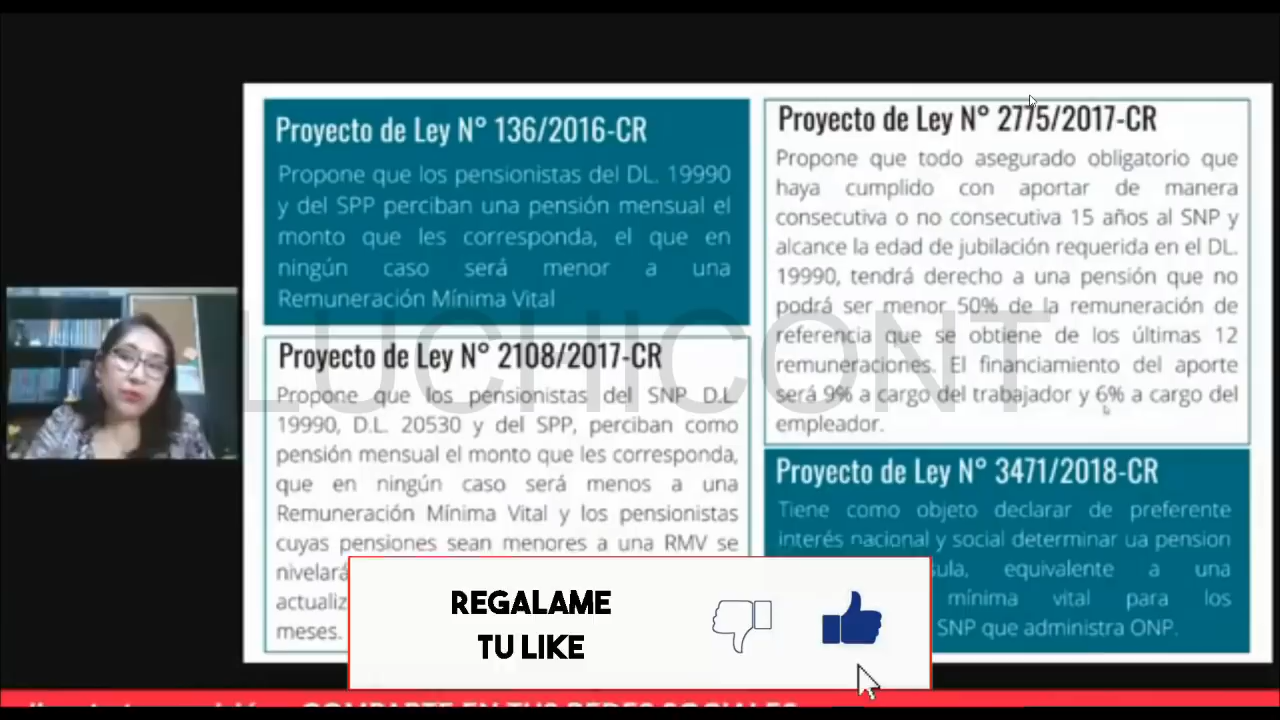 Proyecto de Ley N° 136/2016-CR
Propone que los pensionistas del DL. 19990
y del SPP perciban una pensión mensual el
monto que les corresponda, el que en
ningún caso será menor a una
Remuneración Mínima Vital
Proyecto de Ley N° 2108/2017-CR
Propone que los pensionistas del SNP D.L.
19990, D.L. 20530 y del SPP, perciban como
pensión mensual el monto que les corresponda,
que en ningún caso será menos a una
Remuneración Mínima Vital y los pensionistas
cuyas pensiones sean menores a una RMV se
meses.
Proyecto de Ley N° 2775/2017-CR
Propone que todo asegurado obligatorio que
haya cumplido con aportar de manera
consecutiva o no consecutiva 15 años al SNP y
alcance la edad de jubilación requerida en el DL.
19990, tendrá derecho a una pensión que no
podrá ser menor 50% de la remuneración de
referencia que se obtiene de los últimas 12
remuneraciones. El financiamiento del aporte
será 9% a cargo del trabajador y 6% a cargo del
empleador.
Proyecto de Ley N° 3471/2018-CR
Tiene como objeto declarar de preferente
interés nacional y social determinar ua pension
equivalente a una
mínima vital para los
SNP que administra ONP.
LUCHICONT
REGALAME
TU LIKE
COMPARTE EN TUS REDES SOCIALES